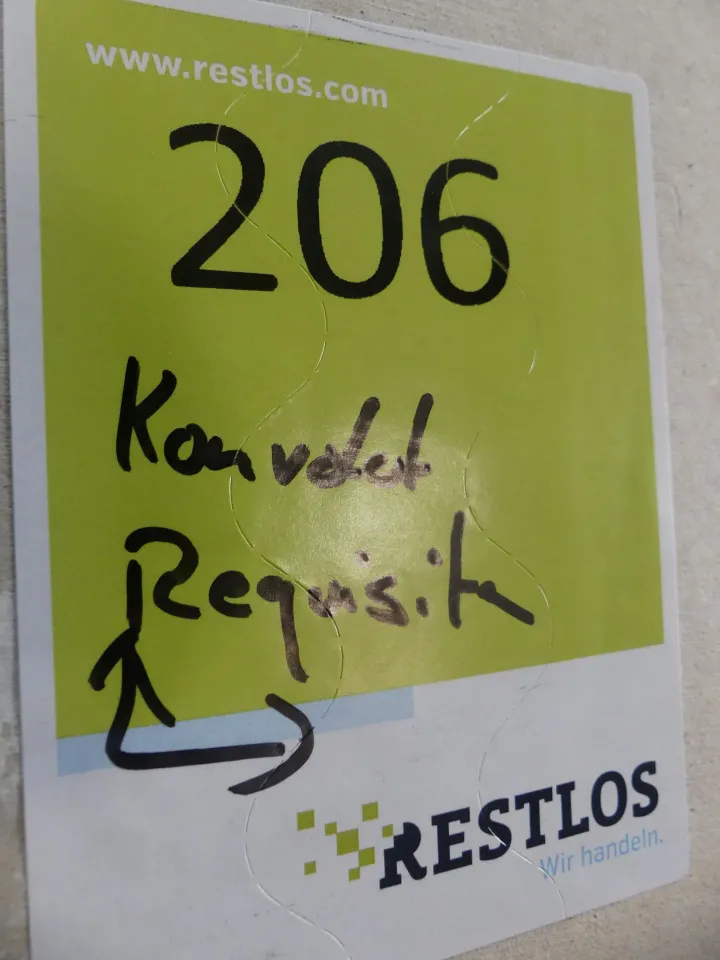 www.restlos.com
206
Konvolut
Requisiten
RESTLOS
Wir handeln.